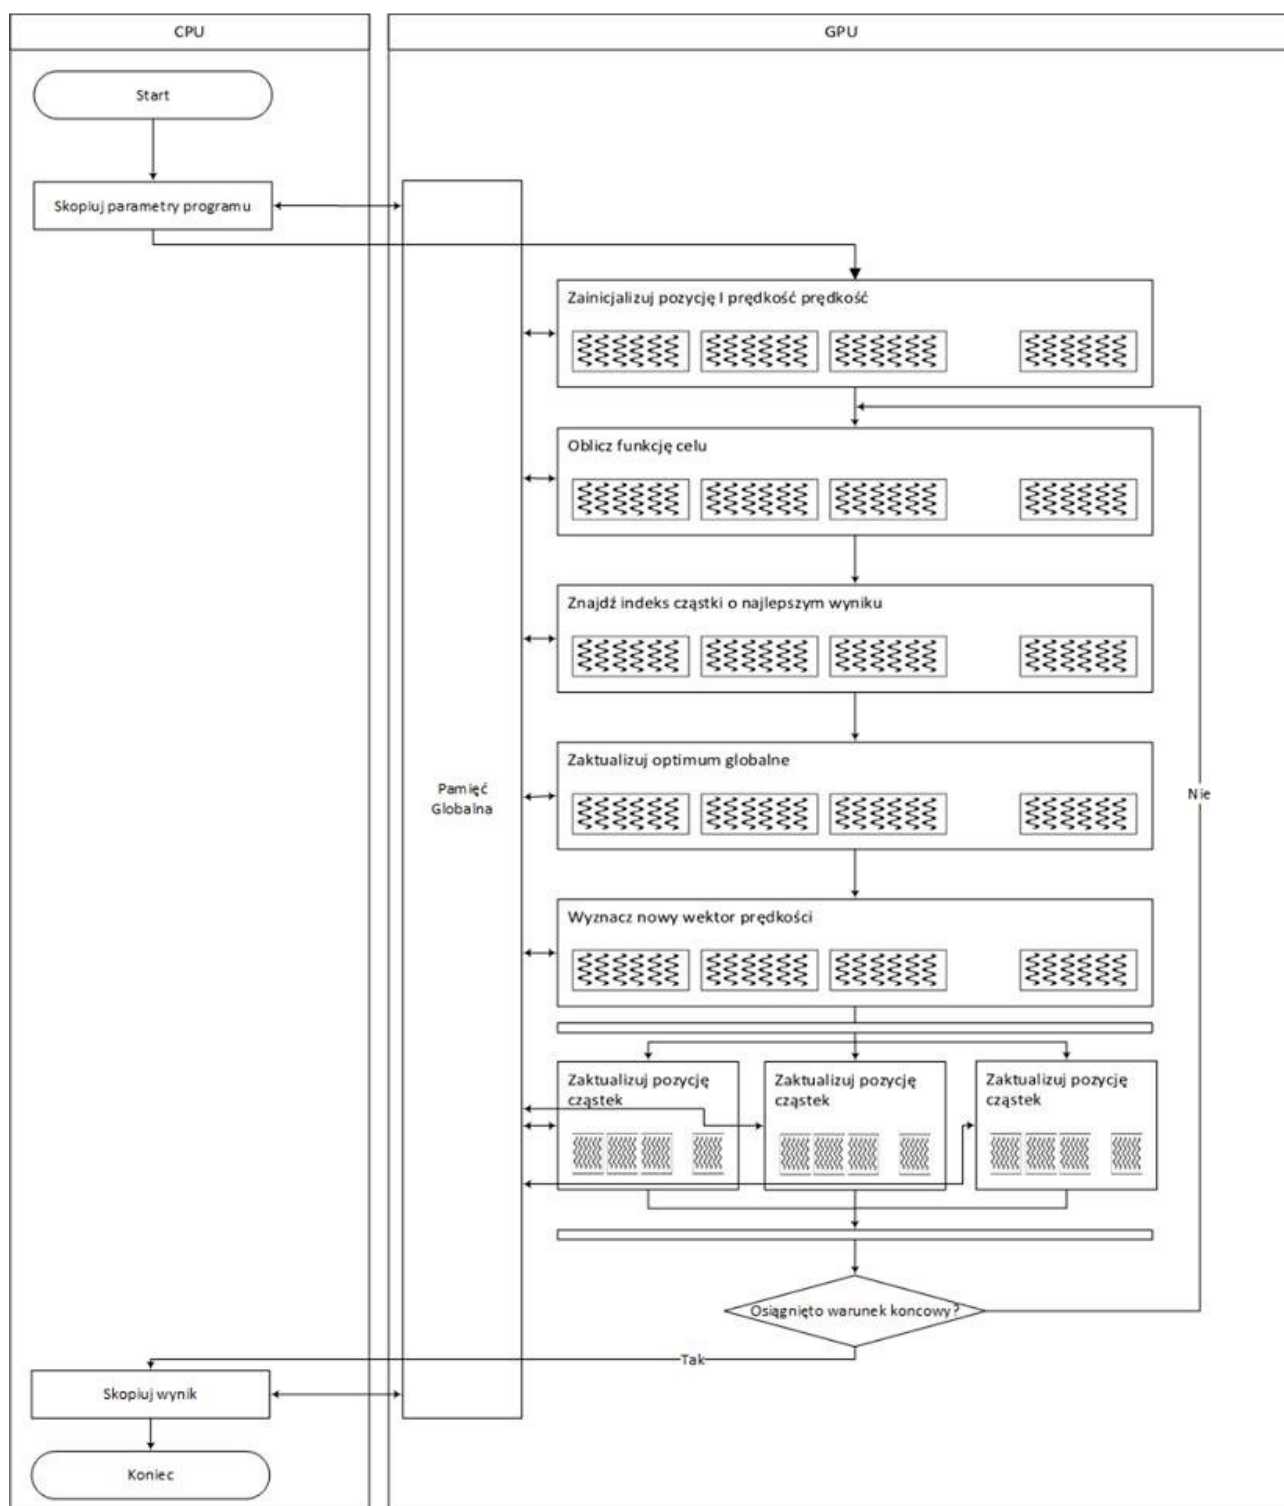 CPU
GPU
Start
Skopiuj parametry programu
Zainicjalizuj pozycję I prędkość prędkość
Oblicz funkcję celu
Znajdź indeks cząstki o najlepszym wyniku
Zaktualizuj optimum globalne
Pamięć
Globalna
Nie
Wyznacz nowy wektor prędkości
Zaktualizuj pozycję
cząstek
Zaktualizuj pozycję
cząstek
Zaktualizuj pozycję
cząstek
Osiągnięto warunek koncowy?
Tak
Skopiuj wynik
Koniec